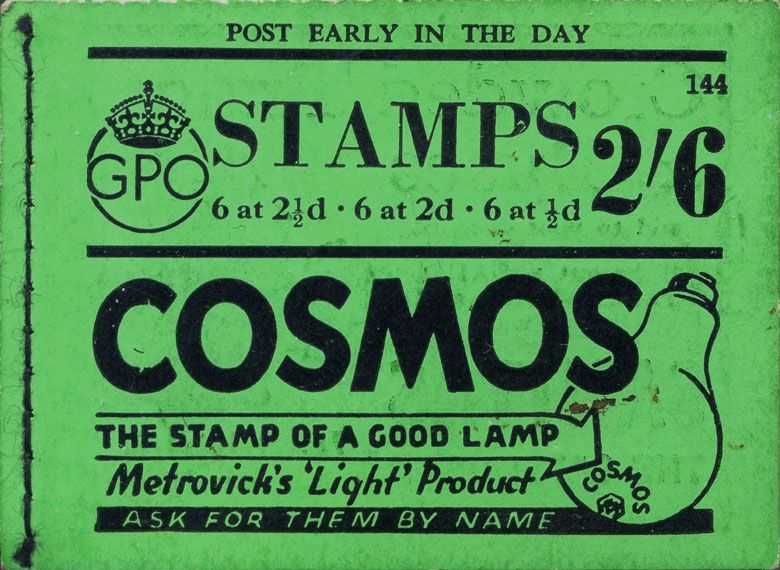 POST EARLY IN THE DAY
144
GPO
STAMPS 2/6
6 at 2½d · 6 at 2d · 6 at ½d
COSMOS
THE STAMP OF A GOOD LAMP
Metrovick's 'Light' Product
COSMOS
ASK FOR THEM BY NAME